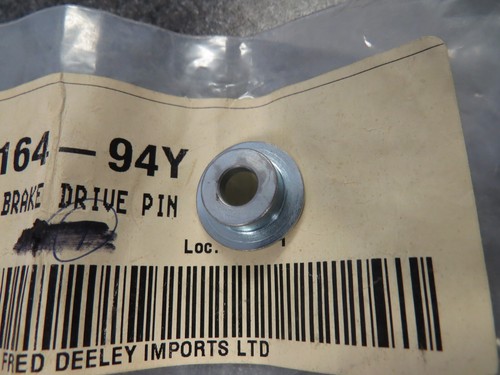 164-94Y
BRAKE DRIVE PIN
Loc.
FRED DEELEY IMPORTS LTD